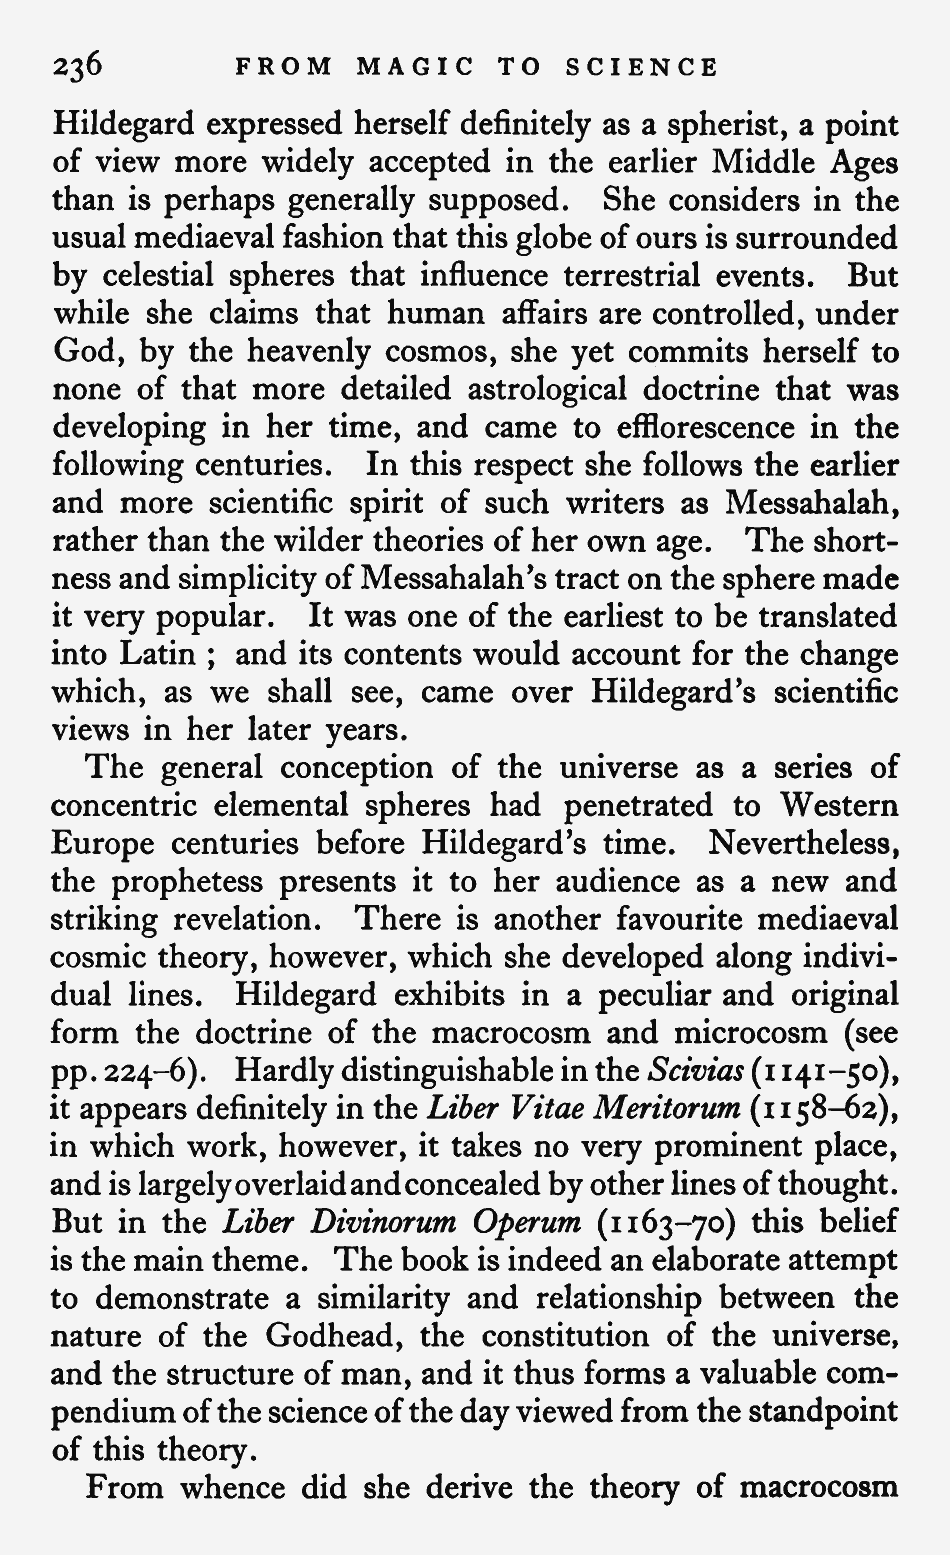 236 FROM MAGIC TO SCIENCE
Hildegard expressed herself definitely as a spherist, a point
of view more widely accepted in the earlier Middle Ages
than is perhaps generally supposed. She considers in the
usual mediaeval fashion that this globe of ours is surrounded
by celestial spheres that influence terrestrial events. But
while she claims that human affairs are controlled, under
God, by the heavenly cosmos, she yet commits herself to
none of that more detailed astrological doctrine that was
developing in her time, and came to efflorescence in the
following centuries. In this respect she follows the earlier
and more scientific spirit of such writers as Messahalah,
rather than the wilder theories of her own age. The short-
ness and simplicity of Messahalah's tract on the sphere made
it very popular. It was one of the earliest to be translated
into Latin ; and its contents would account for the change
which, as we shall see, came over Hildegard's scientific
views in her later years.
The general conception of the universe as a series of
concentric elemental spheres had penetrated to Western
Europe centuries before Hildegard's time. Nevertheless,
the prophetess presents it to her audience as a new and
striking revelation. There is another favourite mediaeval
cosmic theory, however, which she developed along indivi-
dual lines. Hildegard exhibits in a peculiar and original
form the doctrine of the macrocosm and microcosm (see
pp. 224–6). Hardly distinguishable in the Scivias (1141–50),
it appears definitely in the Liber Vitae Meritorum (1158–62),
in which work, however, it takes no very prominent place,
and is largely overlaid and concealed by other lines of thought.
But in the Liber Divinorum Operum (1163–70) this belief
is the main theme. The book is indeed an elaborate attempt
to demonstrate a similarity and relationship between the
nature of the Godhead, the constitution of the universe,
and the structure of man, and it thus forms a valuable com-
pendium of the science of the day viewed from the standpoint
of this theory.
From whence did she derive the theory of macrocosm